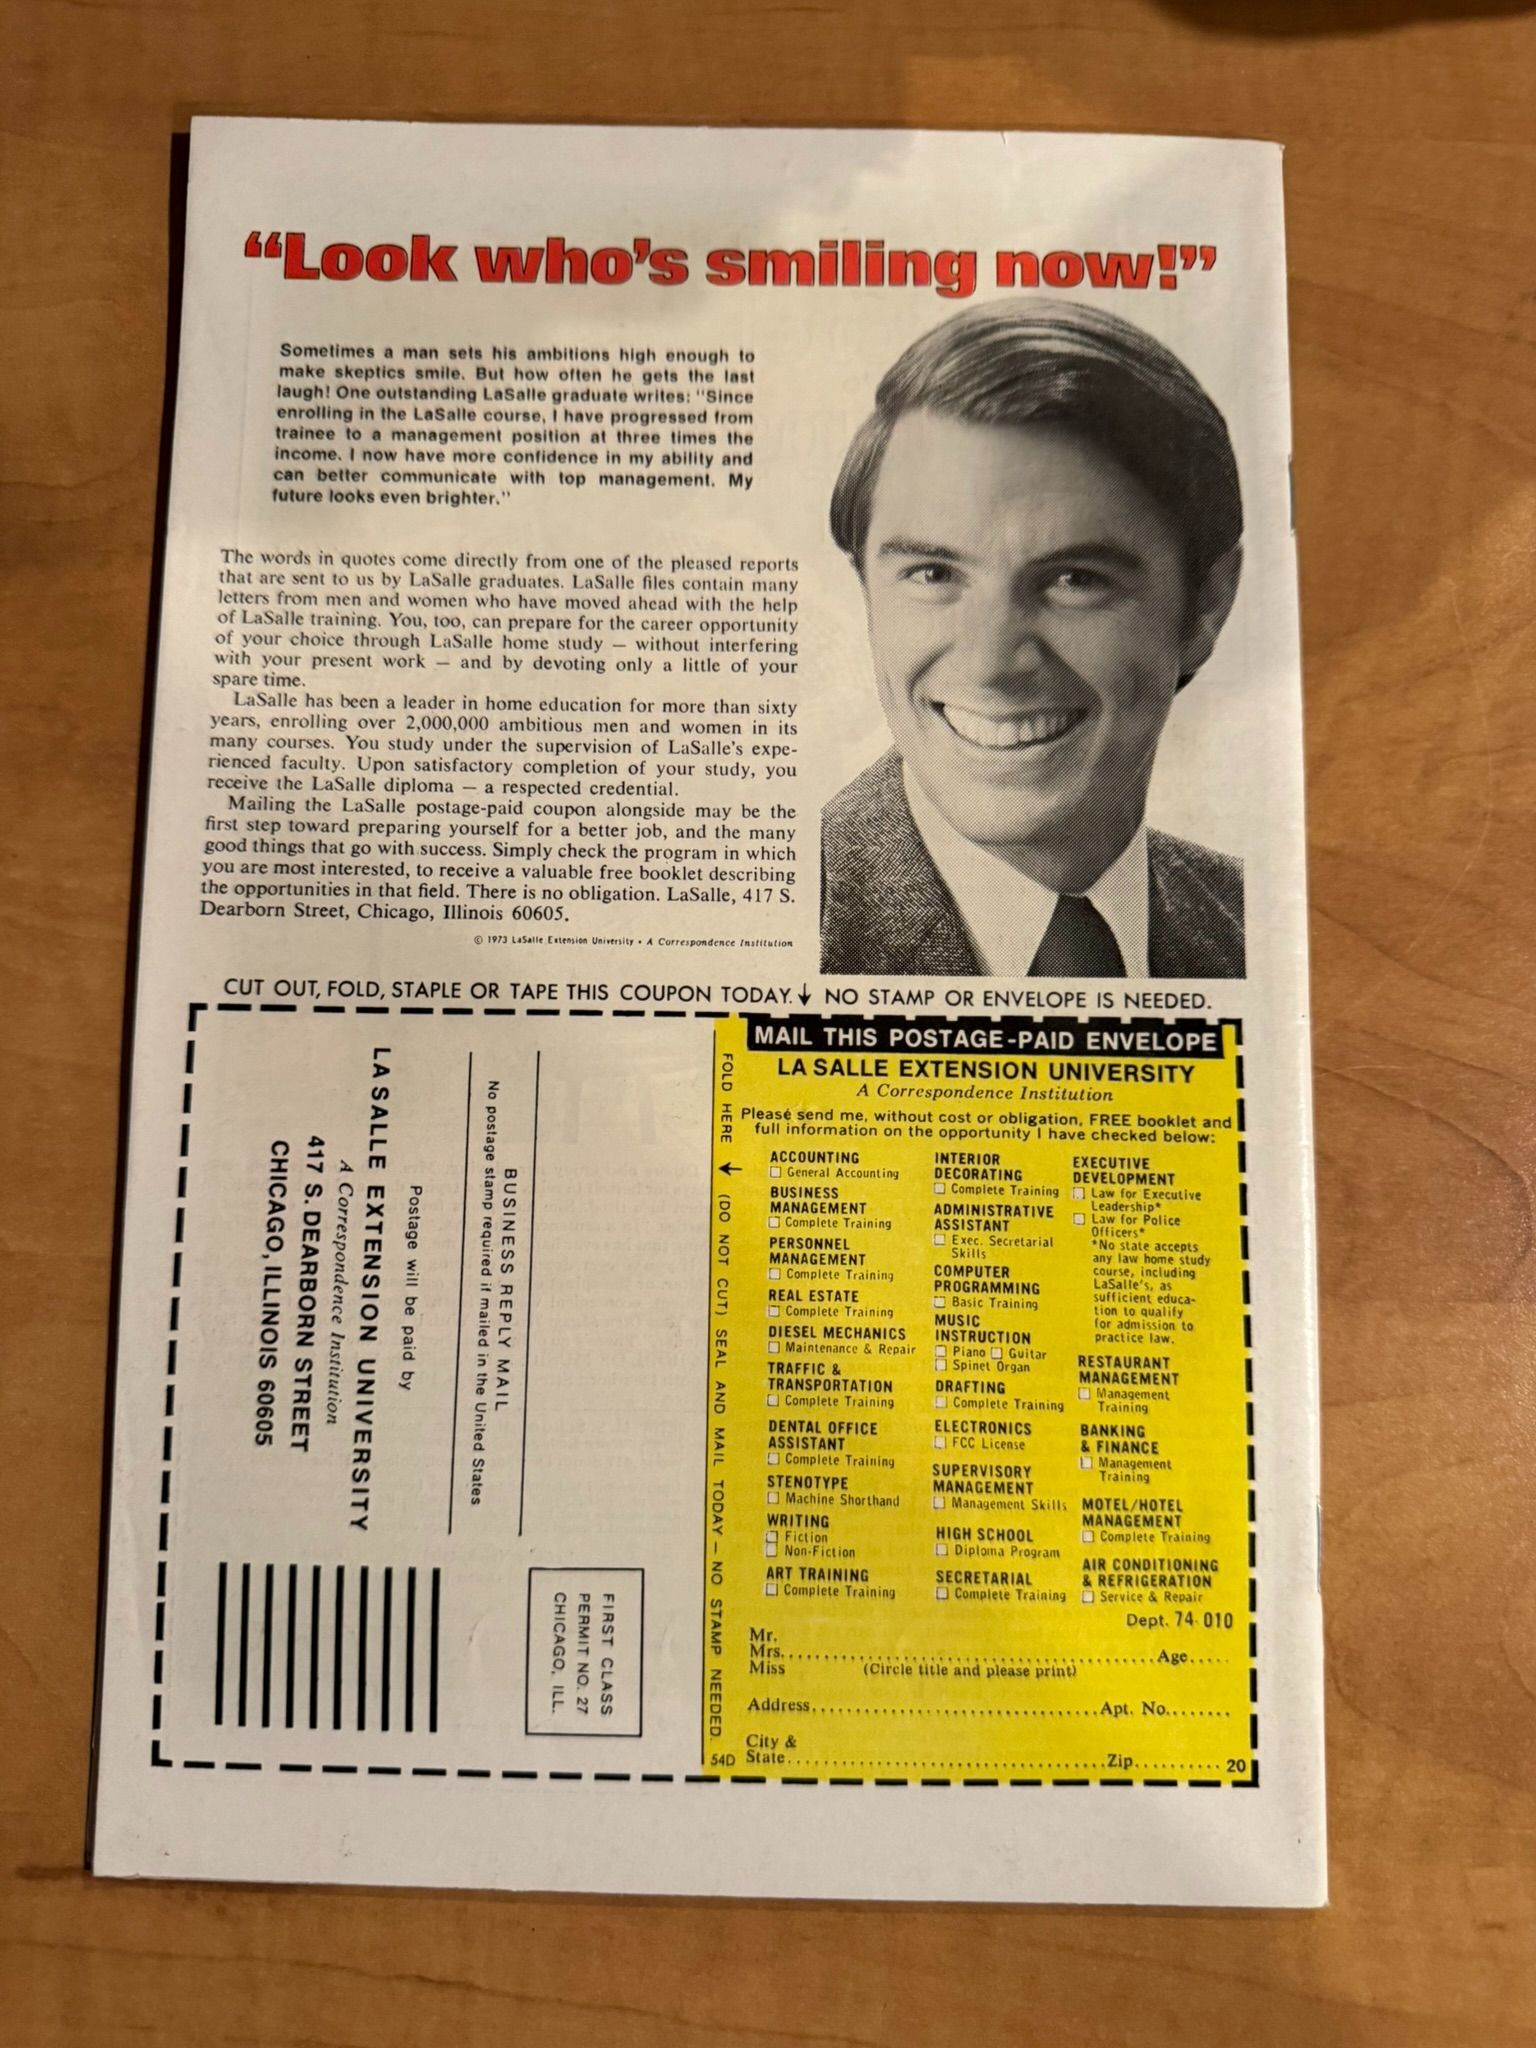 “Look who’s smiling now!”
Sometimes a man sets his ambitions high enough to
make skeptics smile. But how often he gets the last
laugh! One outstanding LaSalle graduate writes: "Since
enrolling in the LaSalle course, I have progressed from
trainee to a management position at three times the
income. I now have more confidence in my ability and
can better communicate with top management. My
future looks even brighter."
The words in quotes come directly from one of the pleased reports
that are sent to us by LaSalle graduates. LaSalle files contain many
letters from men and women who have moved ahead with the help
of LaSalle training. You, too, can prepare for the career opportunity
of your choice through LaSalle home study — without interfering
with your present work — and by devoting only a little of your
spare time.
LaSalle has been a leader in home education for more than sixty
years, enrolling over 2,000,000 ambitious men and women in its
many courses. You study under the supervision of LaSalle's expe-
rienced faculty. Upon satisfactory completion of your study, you
receive the LaSalle diploma — a respected credential.
Mailing the LaSalle postage-paid coupon alongside may be the
first step toward preparing yourself for a better job, and the many
good things that go with success. Simply check the program in which
you are most interested, to receive a valuable free booklet describing
the opportunities in that field. There is no obligation. LaSalle, 417 S.
Dearborn Street, Chicago, Illinois 60605.
© 1973 LaSalle Extension University • A Correspondence Institution
CUT OUT, FOLD, STAPLE OR TAPE THIS COUPON TODAY. ↓ NO STAMP OR ENVELOPE IS NEEDED.
FIRST CLASS
PERMIT NO. 27
CHICAGO, ILL.
BUSINESS REPLY MAIL
No postage stamp required if mailed in the United States
Postage will be paid by
LA SALLE EXTENSION UNIVERSITY
A Correspondence Institution
417 S. DEARBORN STREET
CHICAGO, ILLINOIS 60605
FOLD HERE ↓ (DO NOT CUT) SEAL AND MAIL TODAY — NO STAMP NEEDED.
54D
MAIL THIS POSTAGE-PAID ENVELOPE
LA SALLE EXTENSION UNIVERSITY
A Correspondence Institution
Please send me, without cost or obligation, FREE booklet and
full information on the opportunity I have checked below:
ACCOUNTING
☐ General Accounting
BUSINESS
MANAGEMENT
☐ Complete Training
PERSONNEL
MANAGEMENT
☐ Complete Training
REAL ESTATE
☐ Complete Training
DIESEL MECHANICS
☐ Maintenance & Repair
TRAFFIC &
TRANSPORTATION
☐ Complete Training
DENTAL OFFICE
ASSISTANT
☐ Complete Training
STENOTYPE
☐ Machine Shorthand
WRITING
☐ Fiction
☐ Non-Fiction
ART TRAINING
☐ Complete Training
INTERIOR
DECORATING
☐ Complete Training
ADMINISTRATIVE
ASSISTANT
☐ Exec. Secretarial
Skills
COMPUTER
PROGRAMMING
☐ Basic Training
MUSIC
INSTRUCTION
☐ Piano ☐ Guitar
☐ Spinet Organ
DRAFTING
☐ Complete Training
ELECTRONICS
☐ FCC License
SUPERVISORY
MANAGEMENT
☐ Management Skills
HIGH SCHOOL
☐ Diploma Program
SECRETARIAL
☐ Complete Training
EXECUTIVE
DEVELOPMENT
☐ Law for Executive
Leadership*
☐ Law for Police
Officers*
*No state accepts
any law home study
course, including
LaSalle's, as
sufficient educa-
tion to qualify
for admission to
practice law.
RESTAURANT
MANAGEMENT
☐ Management
Training
BANKING
& FINANCE
☐ Management
Training
MOTEL/HOTEL
MANAGEMENT
☐ Complete Training
AIR CONDITIONING
& REFRIGERATION
☐ Service & Repair
Dept. 74-010
Mr.
Mrs. Age
Miss (Circle title and please print)
Address Apt. No.
City &
State Zip 20